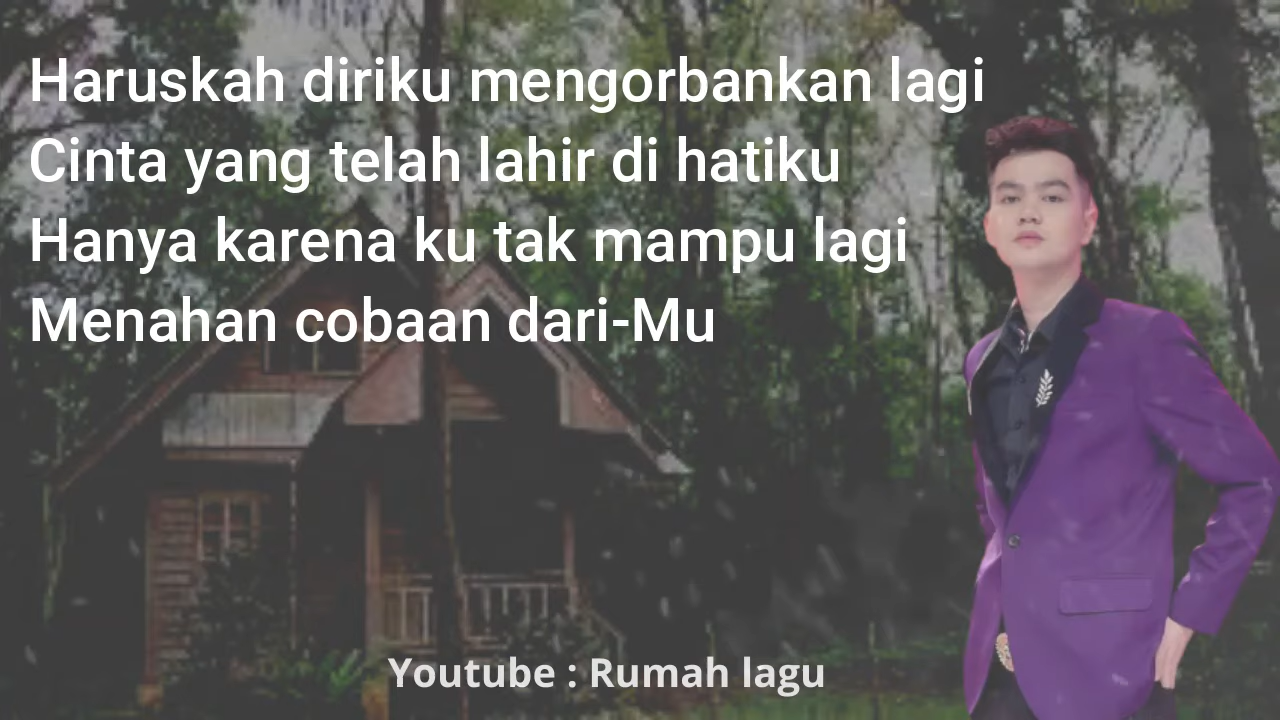 Haruskah diriku mengorbankan lagi
Cinta yang telah lahir di hatiku
Hanya karena ku tak mampu lagi
Menahan cobaan dari-Mu
Youtube : Rumah lagu